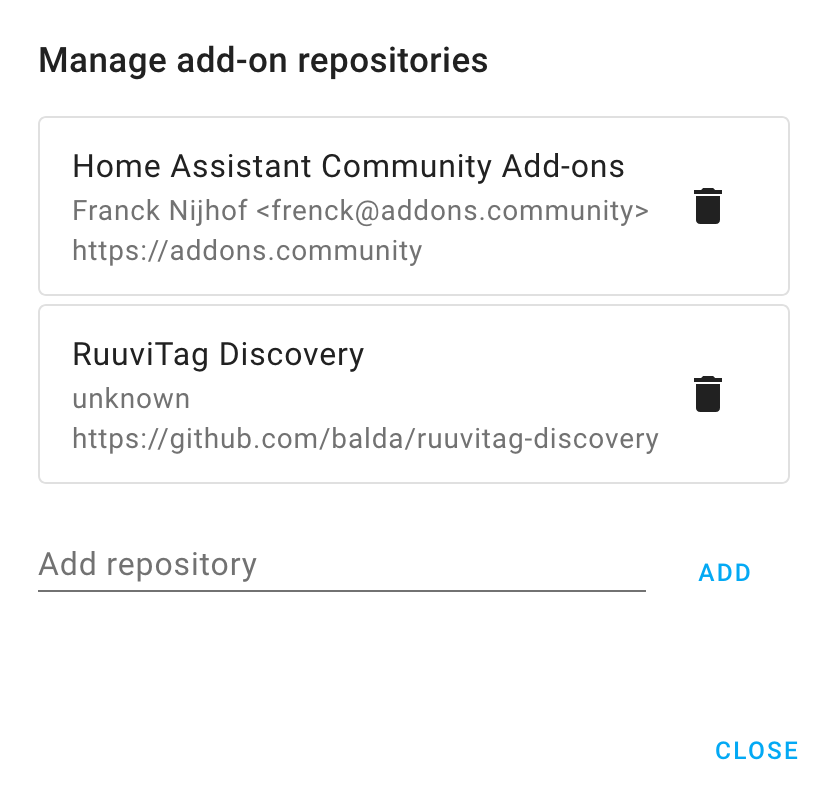 Manage add-on repositories
Home Assistant Community Add-ons
Franck Nijhof <frenck@addons.community>
https://addons.community
RuuviTag Discovery
unknown
https://github.com/balda/ruuvitag-discovery
Add repository
ADD
CLOSE